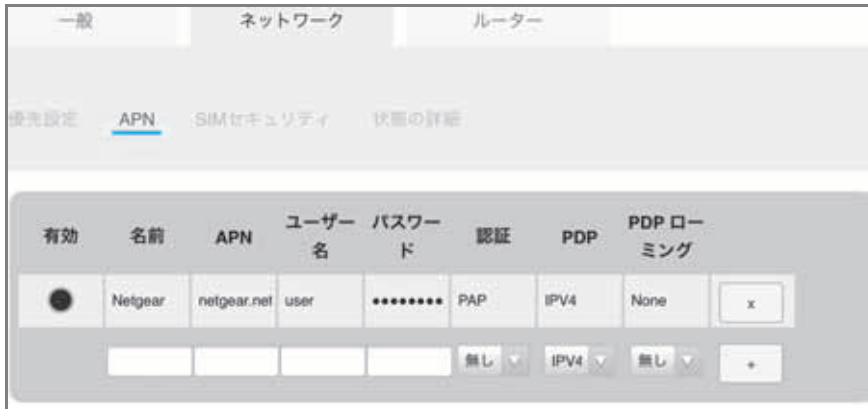 一般 ネットワーク ルーター
優先設定 APN SIMセキュリティ 状態の詳細
有効 名前 APN ユーザー名 パスワード 認証 PDP PDP ローミング
Netgear netgear.net user •••••••• PAP IPV4 None x
無し IPV4 無し +